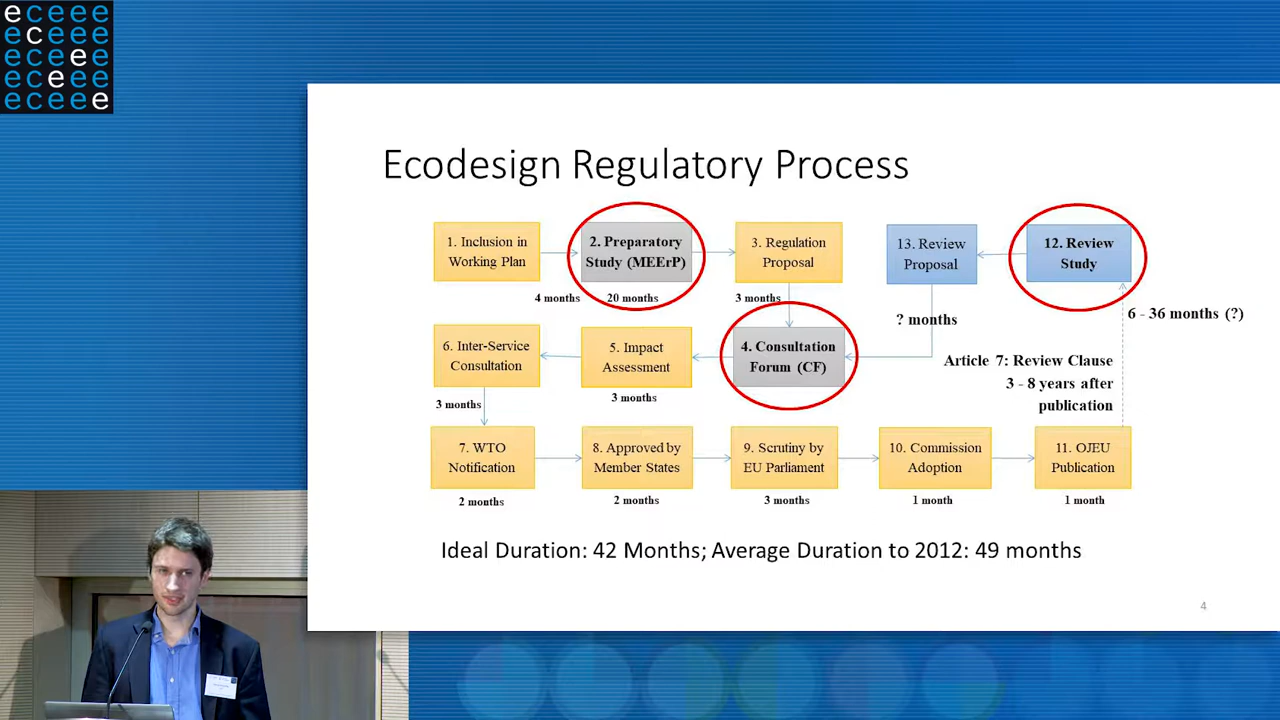 eceee
eceee
eceee
eceee
eceee
Ecodesign Regulatory Process
1. Inclusion in
Working Plan
2. Preparatory
Study (MEErP)
3. Regulation
Proposal
13. Review
Proposal
12. Review
Study
4 months
20 months
3 months
6 - 36 months (?)
? months
6. Inter-Service
Consultation
5. Impact
Assessment
4. Consultation
Forum (CF)
Article 7: Review Clause
3 - 8 years after
publication
3 months
3 months
7. WTO
Notification
8. Approved by
Member States
9. Scrutiny by
EU Parliament
10. Commission
Adoption
11. OJEU
Publication
2 months
2 months
3 months
1 month
1 month
Ideal Duration: 42 Months; Average Duration to 2012: 49 months
4